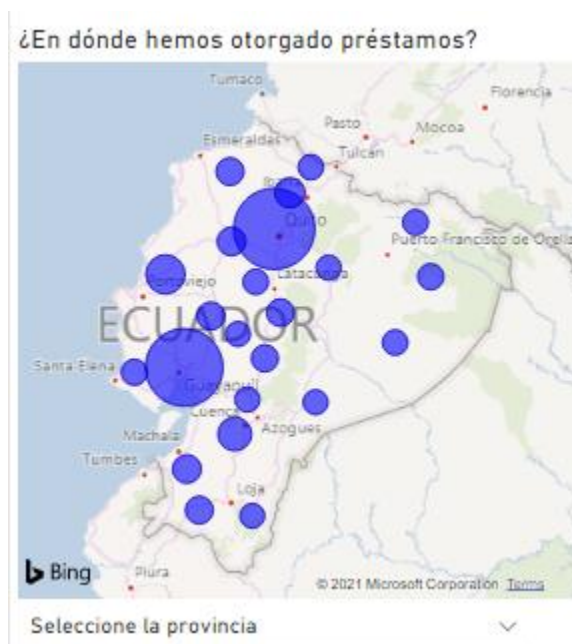 ¿En dónde hemos otorgado préstamos?
Tumaco
Florencia
Pasto
Mocoa
Esmeraldas
Tulcán
Quito
Puerto Francisco de Orella
Latacunga
Portoviejo
ECUADOR
Santa Elena
Guayaquil
Cuenca
Azogues
Machala
Tumbes
Loja
Bing
Piura
© 2021 Microsoft Corporation Terms
Seleccione la provincia